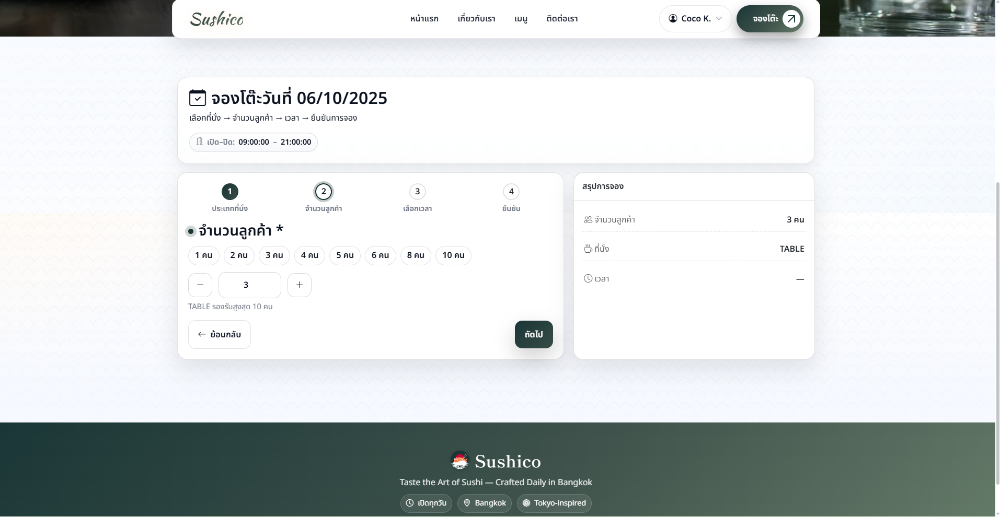 Sushico
หน้าแรก
เกี่ยวกับเรา
เมนู
ติดต่อเรา
Coco K.
จองโต๊ะ
จองโต๊ะวันที่ 06/10/2025
เลือกที่นั่ง → จำนวนลูกค้า → เวลา → ยืนยันการจอง
เปิด–ปิด: 09:00:00 – 21:00:00
1
2
3
4
ประเภทที่นั่ง
จำนวนลูกค้า
เลือกเวลา
ยืนยัน
จำนวนลูกค้า *
1 คน
2 คน
3 คน
4 คน
5 คน
6 คน
8 คน
10 คน
− 3 +
TABLE รองรับสูงสุด 10 คน
← ย้อนกลับ
ถัดไป
สรุปการจอง
จำนวนลูกค้า 3 คน
ที่นั่ง TABLE
เวลา —
Sushico
Taste the Art of Sushi — Crafted Daily in Bangkok
เปิดทุกวัน
Bangkok
Tokyo-inspired